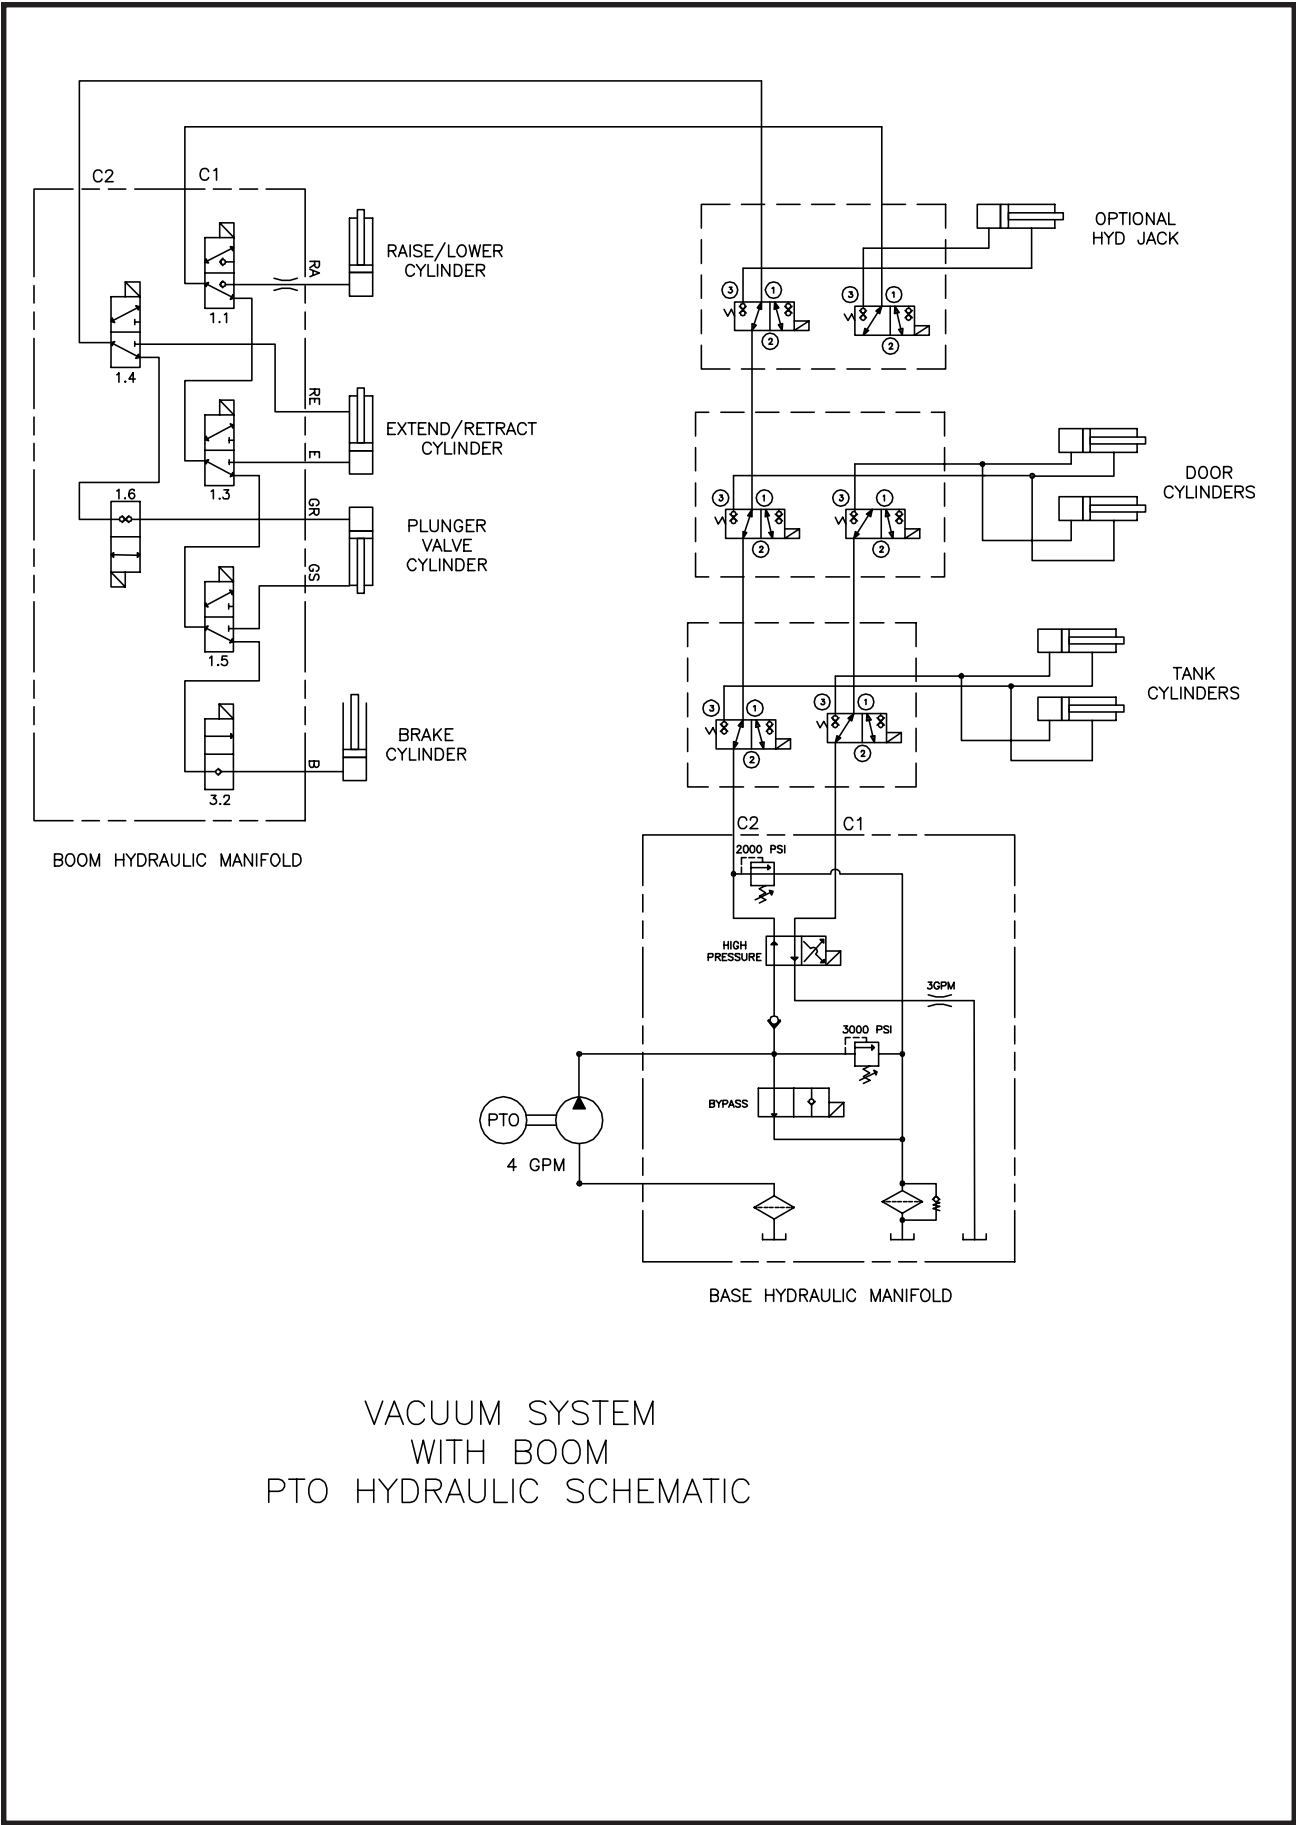 C2
C1
RAISE/LOWER
CYLINDER
RA
1.1
1.4
RE
EXTEND/RETRACT
CYLINDER
E
1.3
1.6
GR
PLUNGER
VALVE
CYLINDER
GS
1.5
BRAKE
CYLINDER
B
3.2
BOOM HYDRAULIC MANIFOLD
OPTIONAL
HYD JACK
3
1
3
1
2
2
DOOR
CYLINDERS
3
1
3
1
2
2
TANK
CYLINDERS
3
1
3
1
2
2
C2
C1
2000 PSI
HIGH
PRESSURE
3GPM
3000 PSI
BYPASS
PTO
4 GPM
BASE HYDRAULIC MANIFOLD
VACUUM SYSTEM
WITH BOOM
PTO HYDRAULIC SCHEMATIC